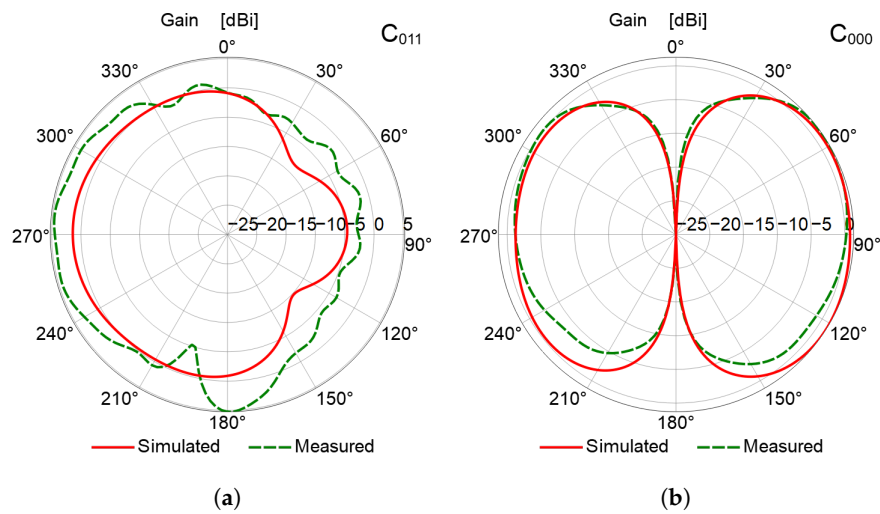 Gain [dBi]
C011
0°
30°
60°
90°
120°
150°
180°
210°
240°
270°
300°
330°
−25 −20 −15 −10 −5 0 5
Simulated Measured
(a)
Gain [dBi]
C000
0°
30°
60°
90°
120°
150°
180°
210°
240°
270°
300°
330°
−25 −20 −15 −10 −5 0
Simulated Measured
(b)